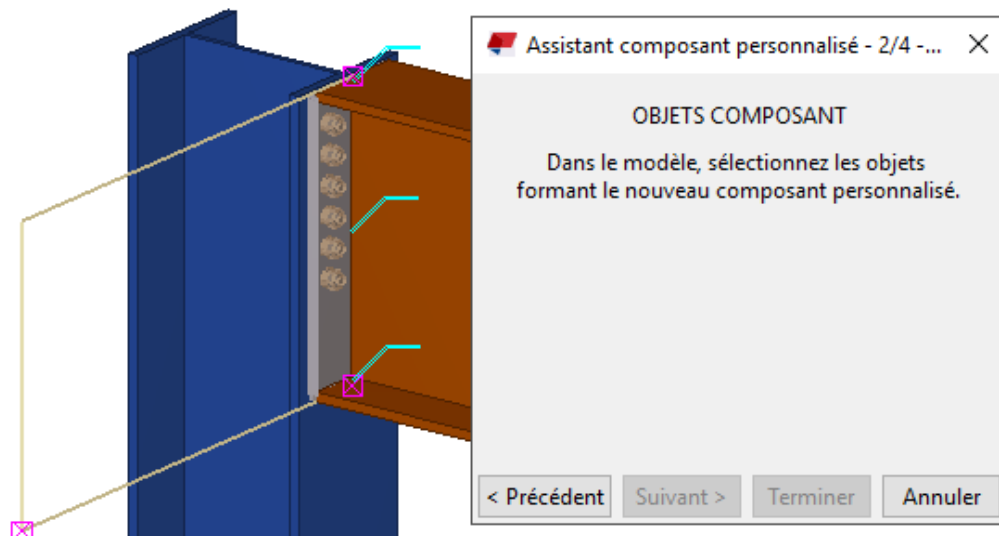 Assistant composant personnalisé - 2/4 -...
OBJETS COMPOSANT
Dans le modèle, sélectionnez les objets
formant le nouveau composant personnalisé.
< Précédent
Suivant >
Terminer
Annuler